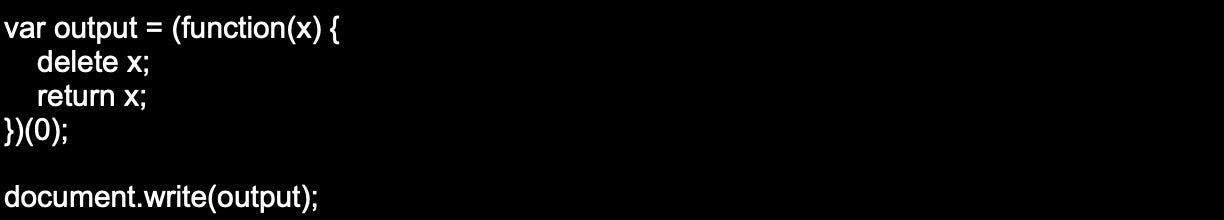 var output = (function(x) {
    delete x;
    return x;
})(0);

document.write(output);